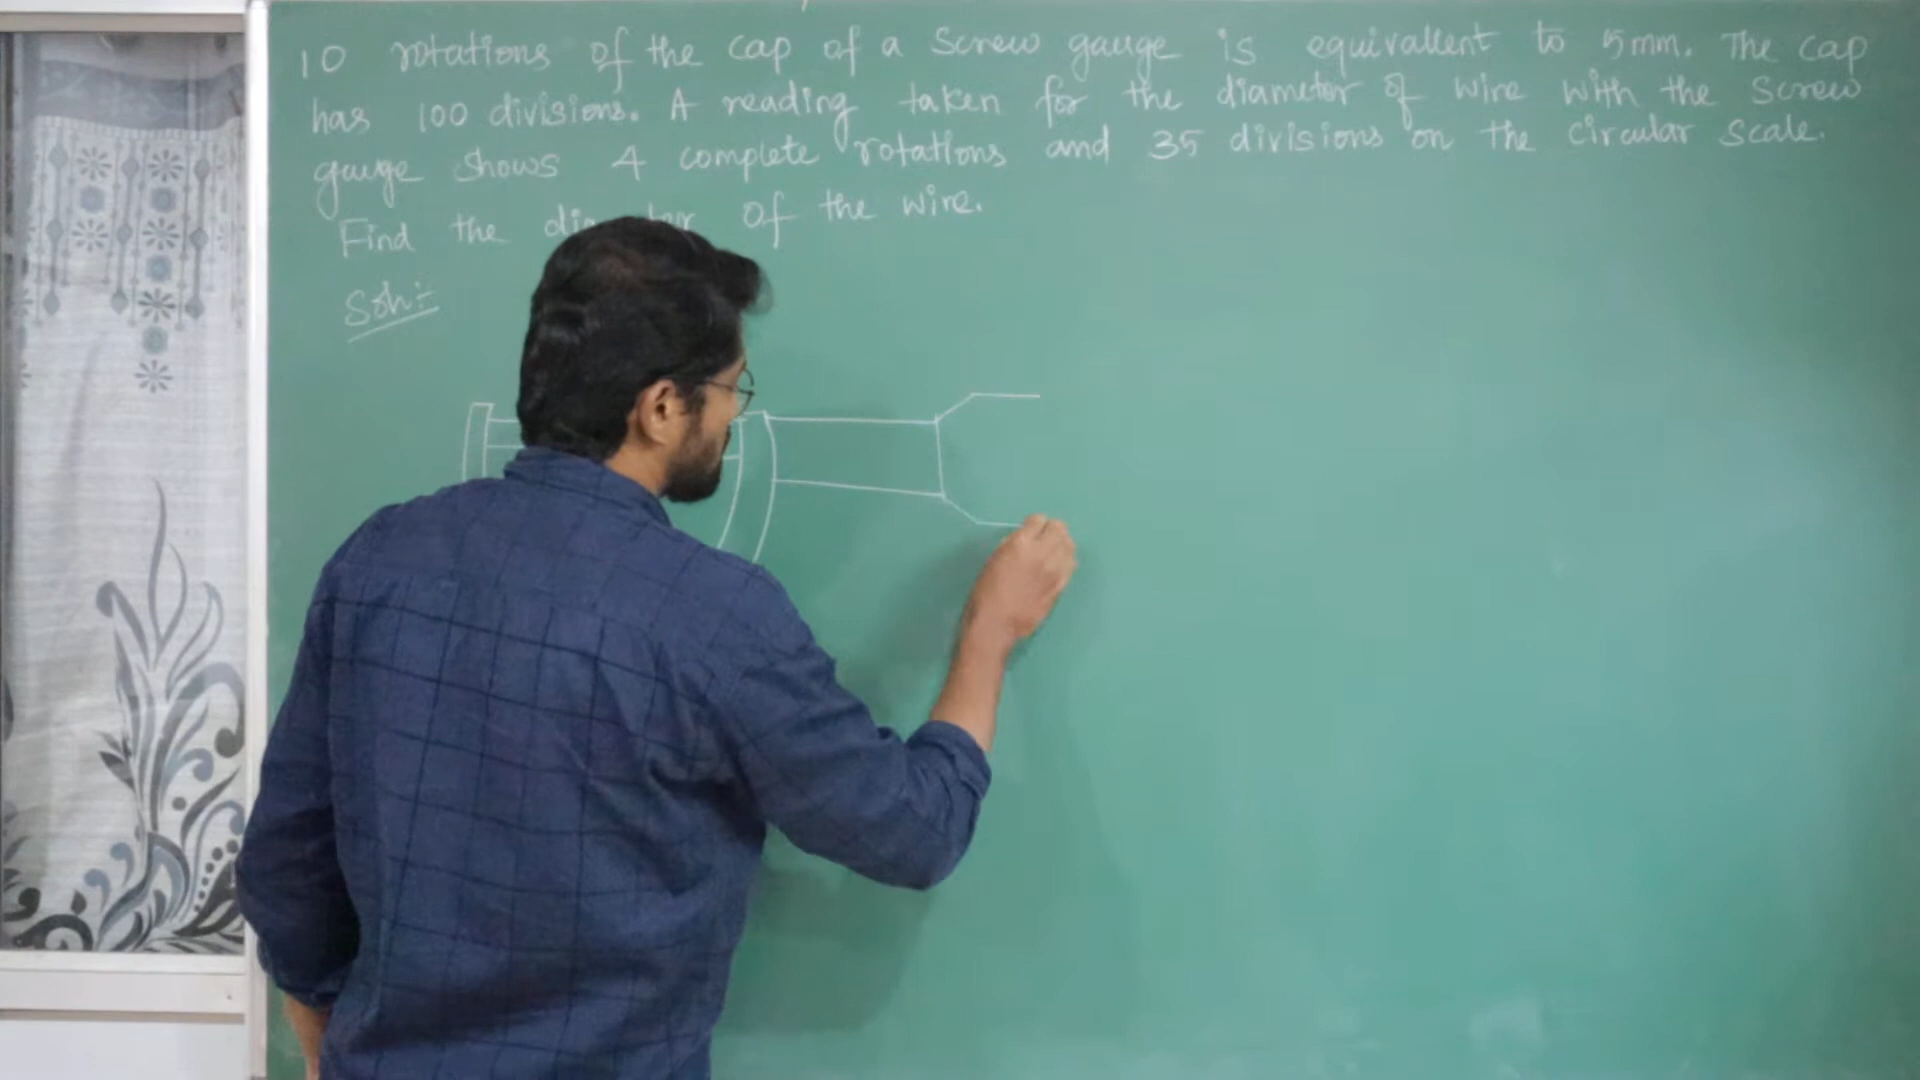 10 rotations of the cap of a screw gauge is equivallent to 5mm. The cap
has 100 divisions. A reading taken for the diameter of wire with the screw
gauge shows 4 complete rotations and 35 divisions on the circular scale.
Find the of the wire.
Soln:-